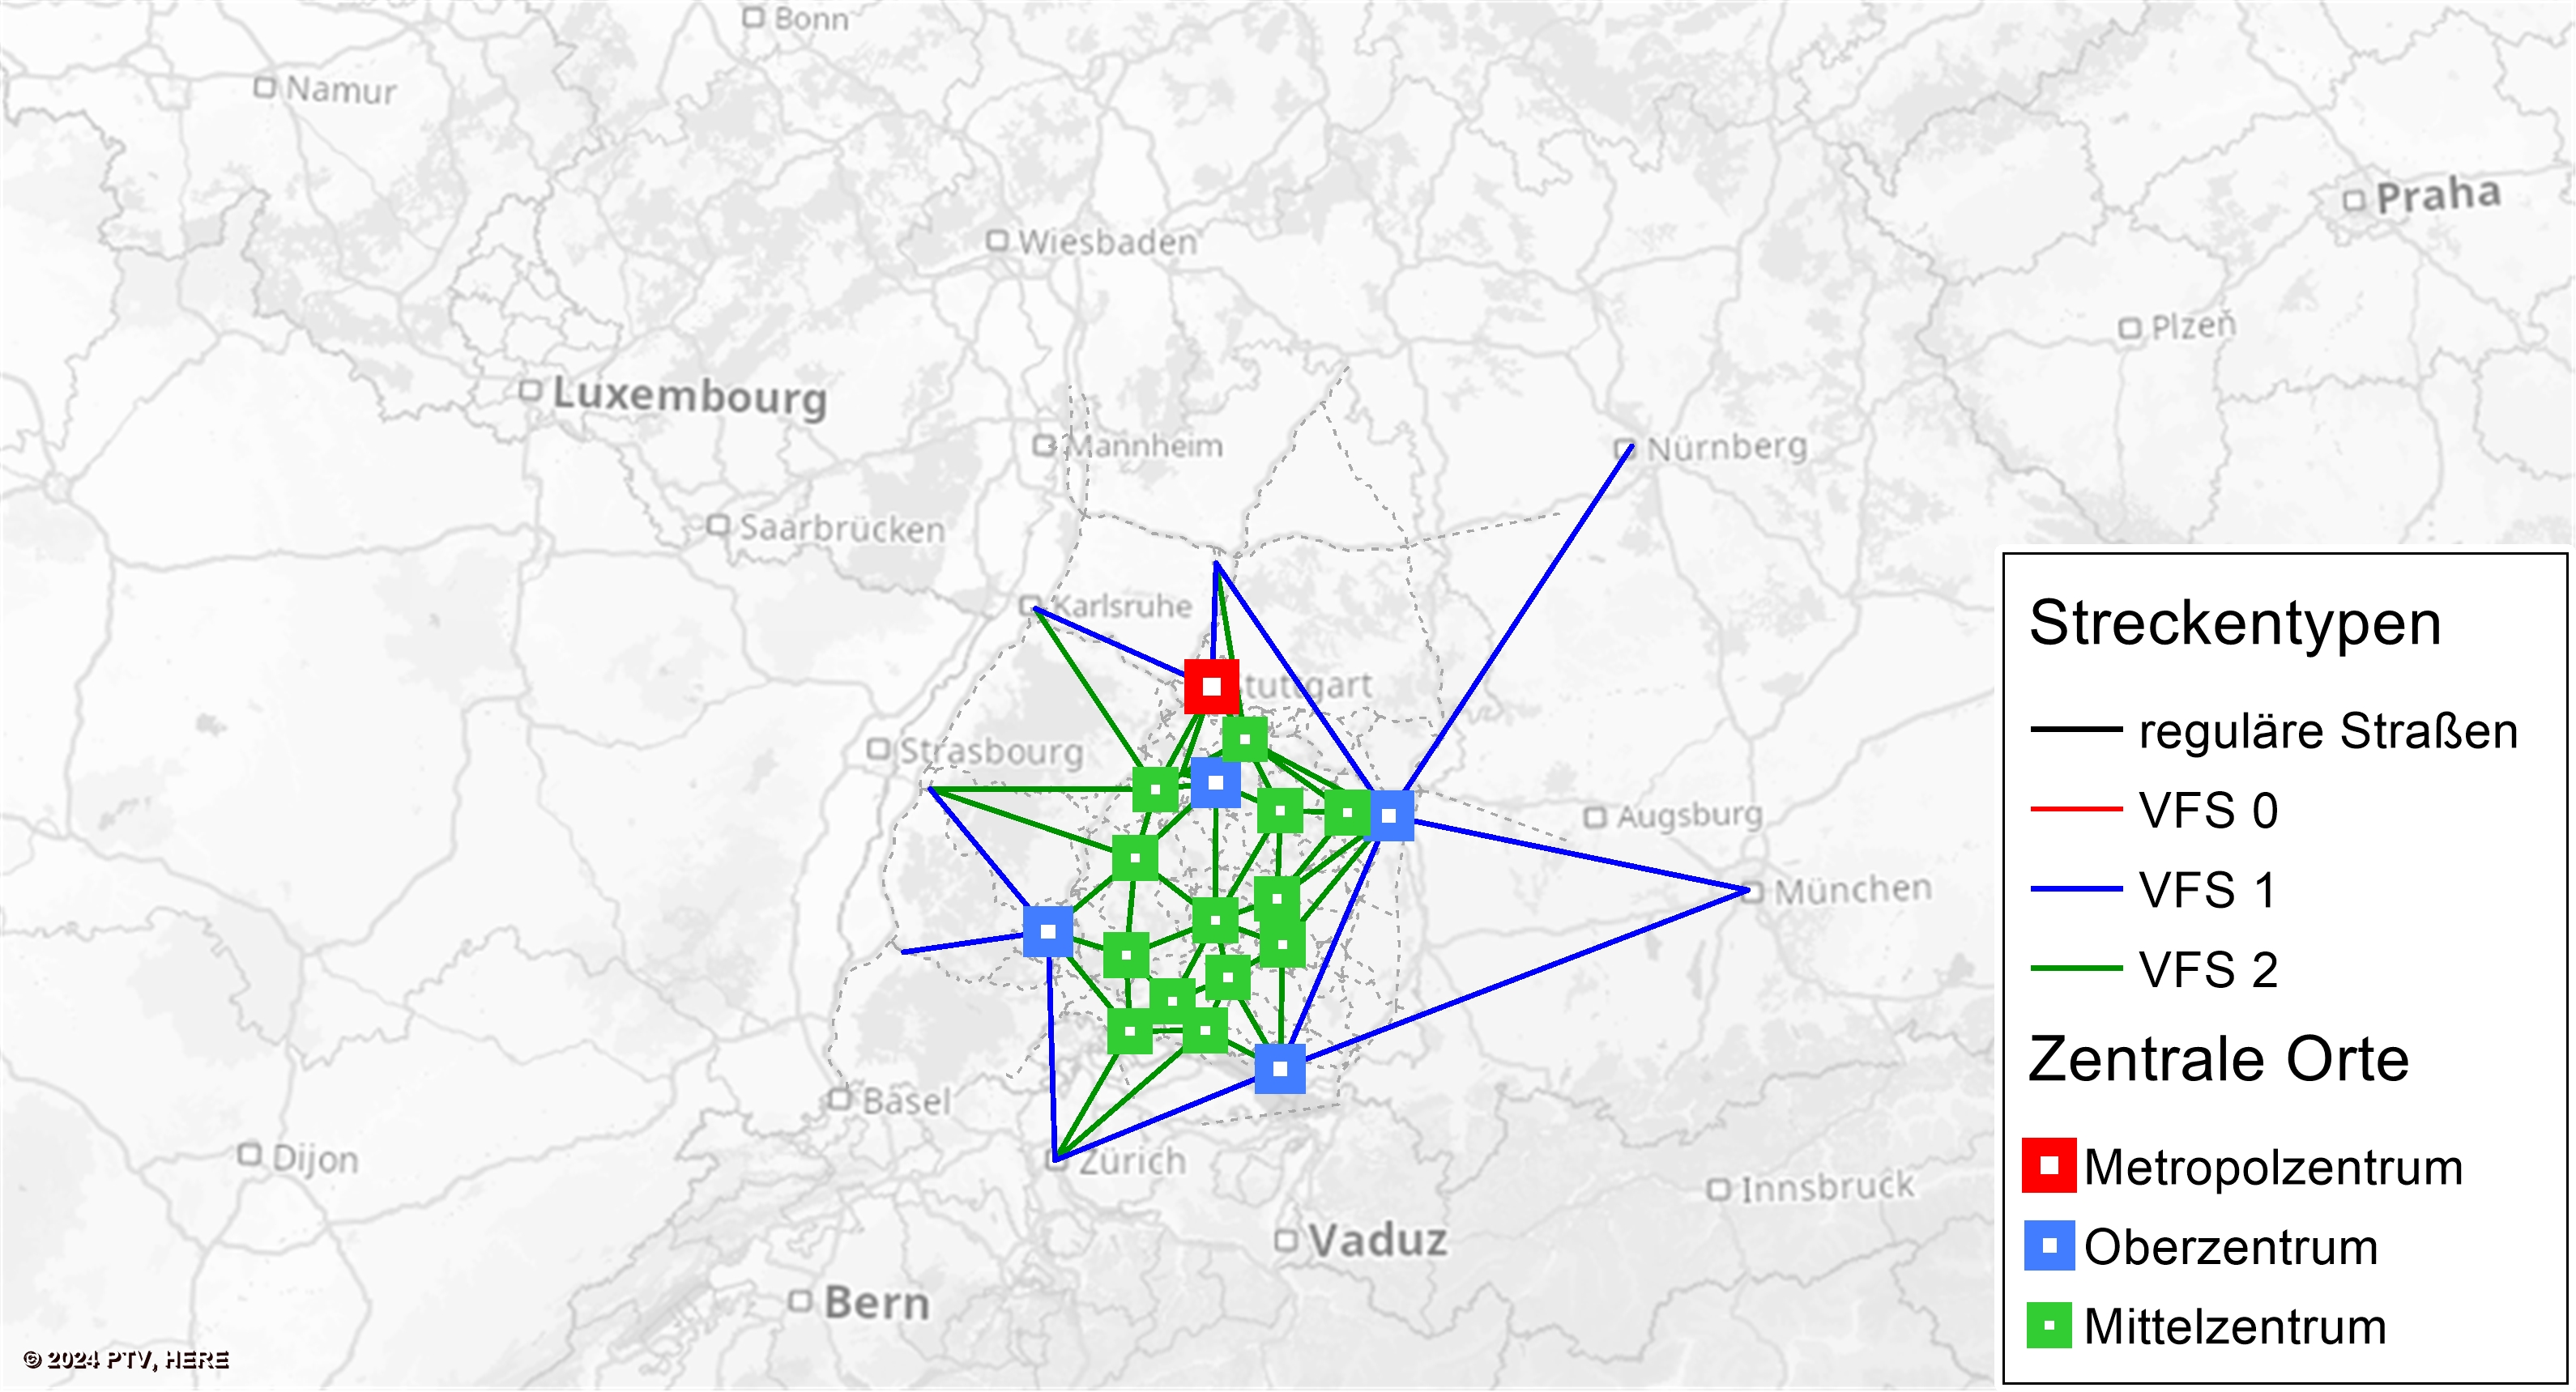 Bonn
Namur
Praha
Wiesbaden
Plzeň
Luxembourg
Mannheim
Nürnberg
Saarbrücken
Karlsruhe
tuttgart
Strasbourg
Augsburg
München
Basel
Dijon
Zürich
Innsbruck
Vaduz
Bern
© 2024 PTV, HERE
Streckentypen
reguläre Straßen
VFS 0
VFS 1
VFS 2
Zentrale Orte
Metropolzentrum
Oberzentrum
Mittelzentrum